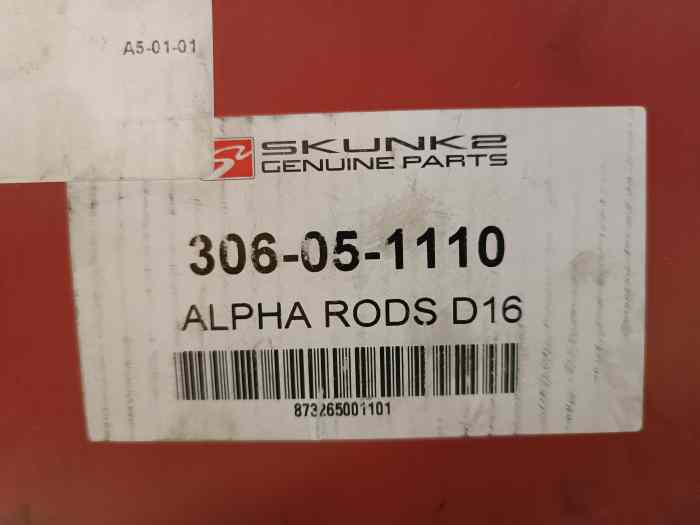 A5-01-01
SKUNK2
GENUINE PARTS
306-05-1110
ALPHA RODS D16
873265001101